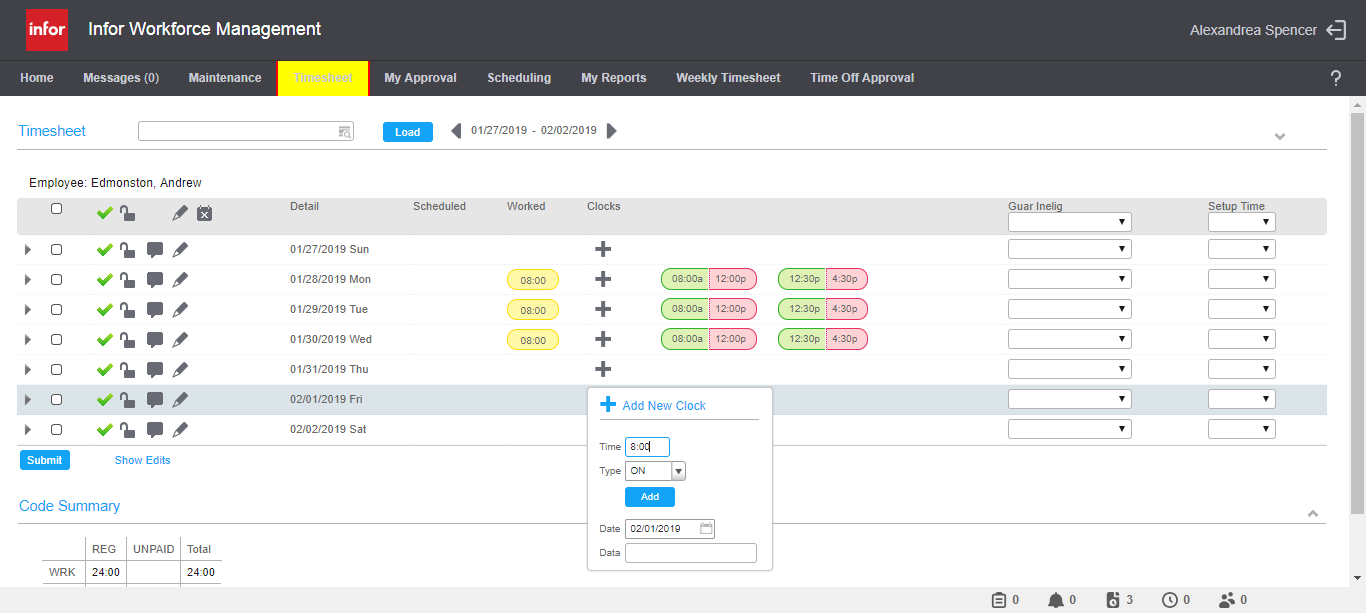 infor Infor Workforce Management Alexandrea Spencer
Home Messages (0) Maintenance Timesheet My Approval Scheduling My Reports Weekly Timesheet Time Off Approval ?
Timesheet Load 01/27/2019 - 02/02/2019
Employee: Edmonston, Andrew
Detail Scheduled Worked Clocks Guar Inelig Setup Time
01/27/2019 Sun
01/28/2019 Mon 08:00 08:00a 12:00p 12:30p 4:30p
01/29/2019 Tue 08:00 08:00a 12:00p 12:30p 4:30p
01/30/2019 Wed 08:00 08:00a 12:00p 12:30p 4:30p
01/31/2019 Thu
02/01/2019 Fri
02/02/2019 Sat
Add New Clock
Time 8:00
Type ON
Add
Date 02/01/2019
Data
Submit Show Edits
Code Summary
REG UNPAID Total
WRK 24:00 24:00
0 0 3 0 0